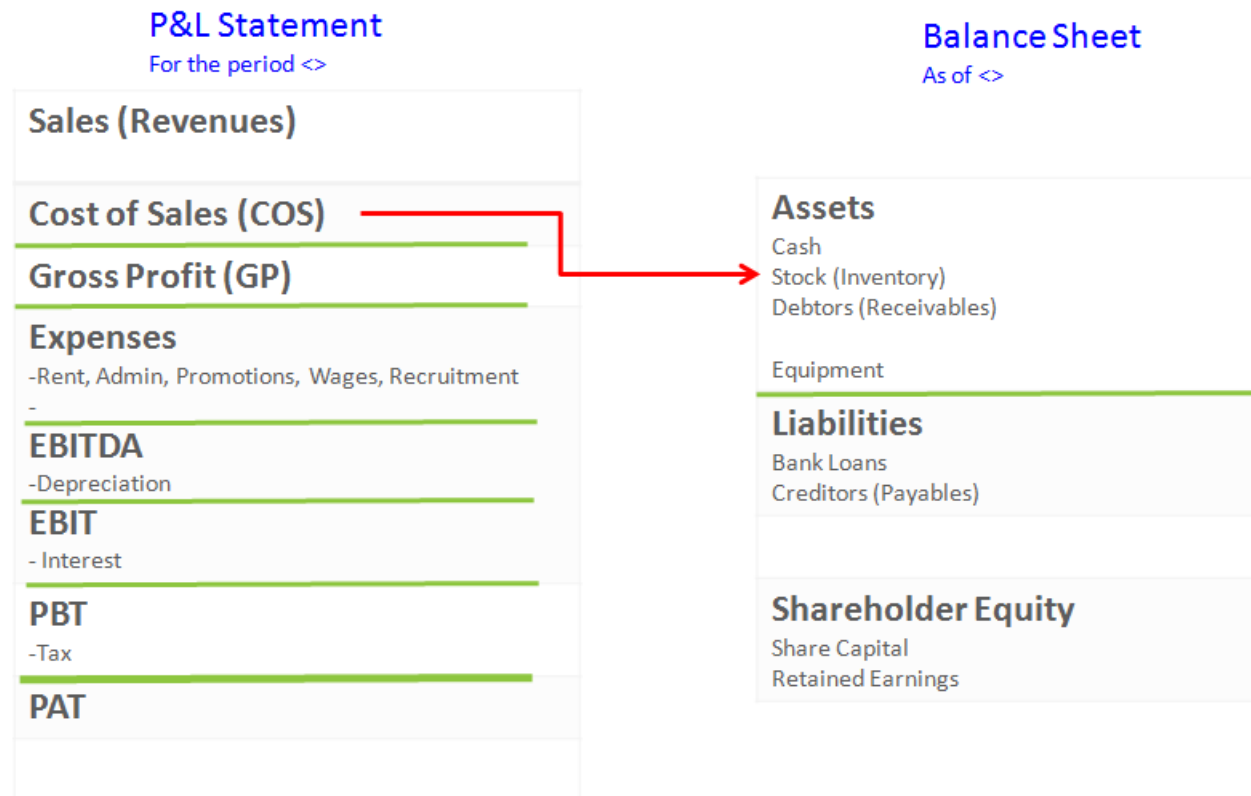 P&L Statement
For the period <>
Sales (Revenues)
Cost of Sales (COS)
Gross Profit (GP)
Expenses
-Rent, Admin, Promotions, Wages, Recruitment
-
EBITDA
-Depreciation
EBIT
- Interest
PBT
-Tax
PAT
Balance Sheet
As of <>
Assets
Cash
Stock (Inventory)
Debtors (Receivables)
Equipment
Liabilities
Bank Loans
Creditors (Payables)
Shareholder Equity
Share Capital
Retained Earnings